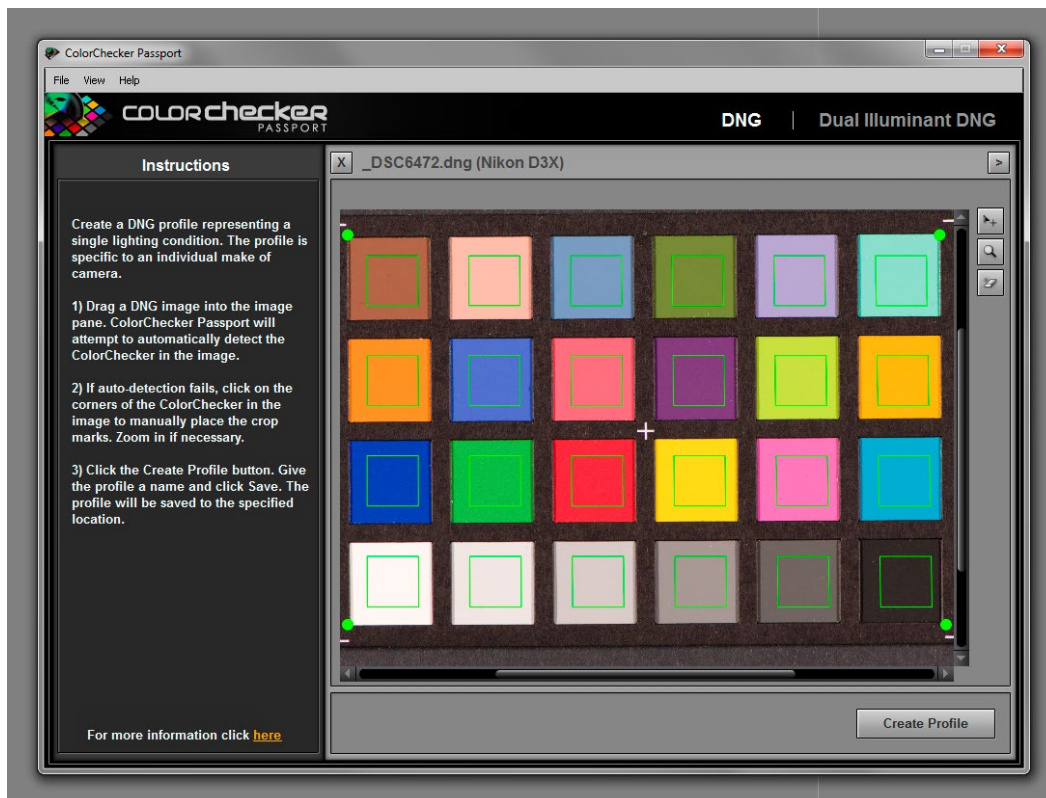 ColorChecker Passport
File View Help
COLOR checker
PASSPORT
DNG | Dual Illuminant DNG
Instructions
Create a DNG profile representing a
single lighting condition. The profile is
specific to an individual make of
camera.
1) Drag a DNG image into the image
pane. ColorChecker Passport will
attempt to automatically detect the
ColorChecker in the image.
2) If auto-detection fails, click on the
corners of the ColorChecker in the
image to manually place the crop
marks. Zoom in if necessary.
3) Click the Create Profile button. Give
the profile a name and click Save. The
profile will be saved to the specified
location.
For more information click here
X _DSC6472.dng (Nikon D3X) >
Create Profile